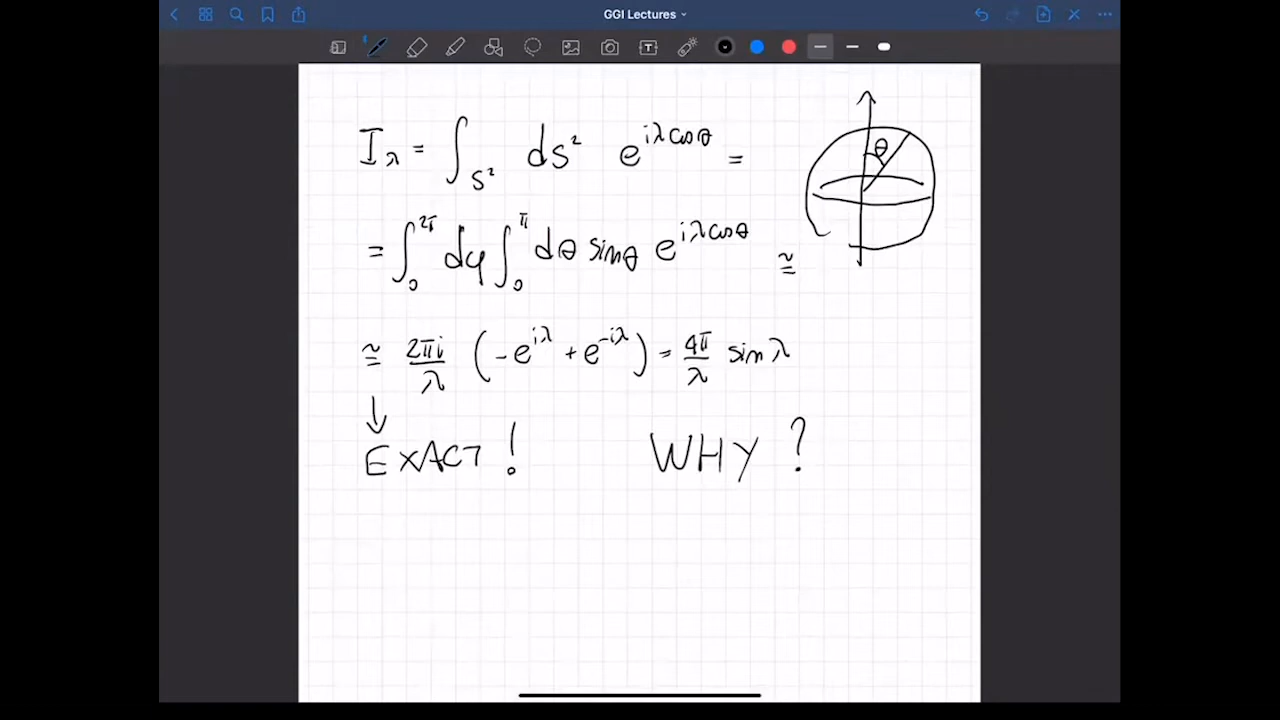 GGI Lectures
T
I_λ = ∫_{S²} dS² e^{iλcosθ} =
θ
= ∫_0^{2π} dφ ∫_0^π dθ sinθ e^{iλcosθ} ≅
≅ 2πi/λ (-e^{iλ} + e^{-iλ}) = 4π/λ sin λ
↓
EXACT! WHY?